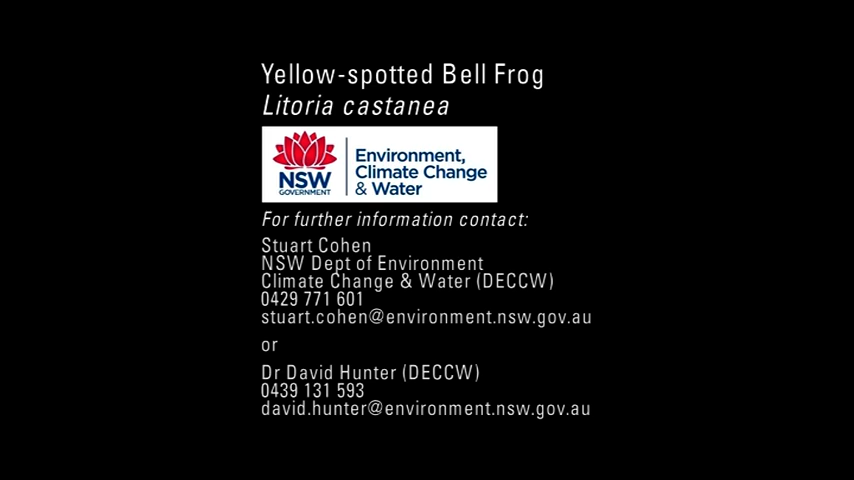 Yellow-spotted Bell Frog
Litoria castanea
NSW
GOVERNMENT
Environment,
Climate Change
& Water
For further information contact:
Stuart Cohen
NSW Dept of Environment
Climate Change & Water (DECCW)
0429 771 601
stuart.cohen@environment.nsw.gov.au
or
Dr David Hunter (DECCW)
0439 131 593
david.hunter@environment.nsw.gov.au